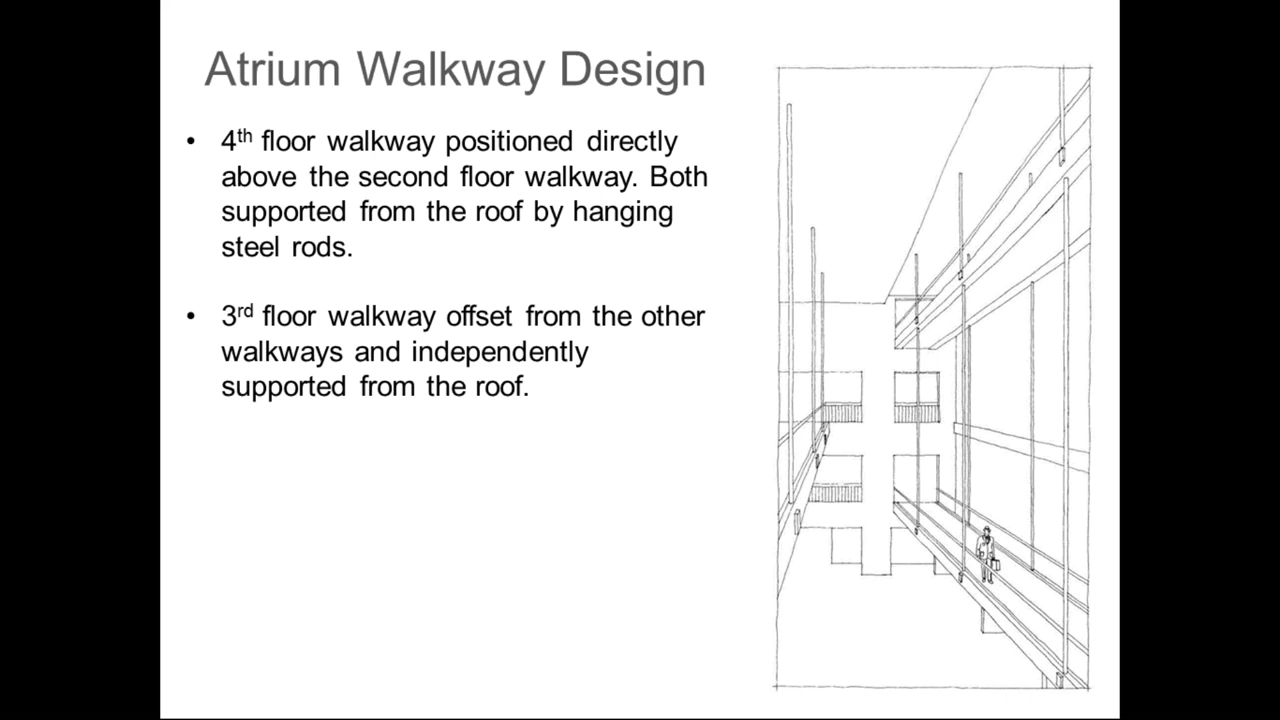 Atrium Walkway Design
• 4th floor walkway positioned directly
above the second floor walkway. Both
supported from the roof by hanging
steel rods.
• 3rd floor walkway offset from the other
walkways and independently
supported from the roof.